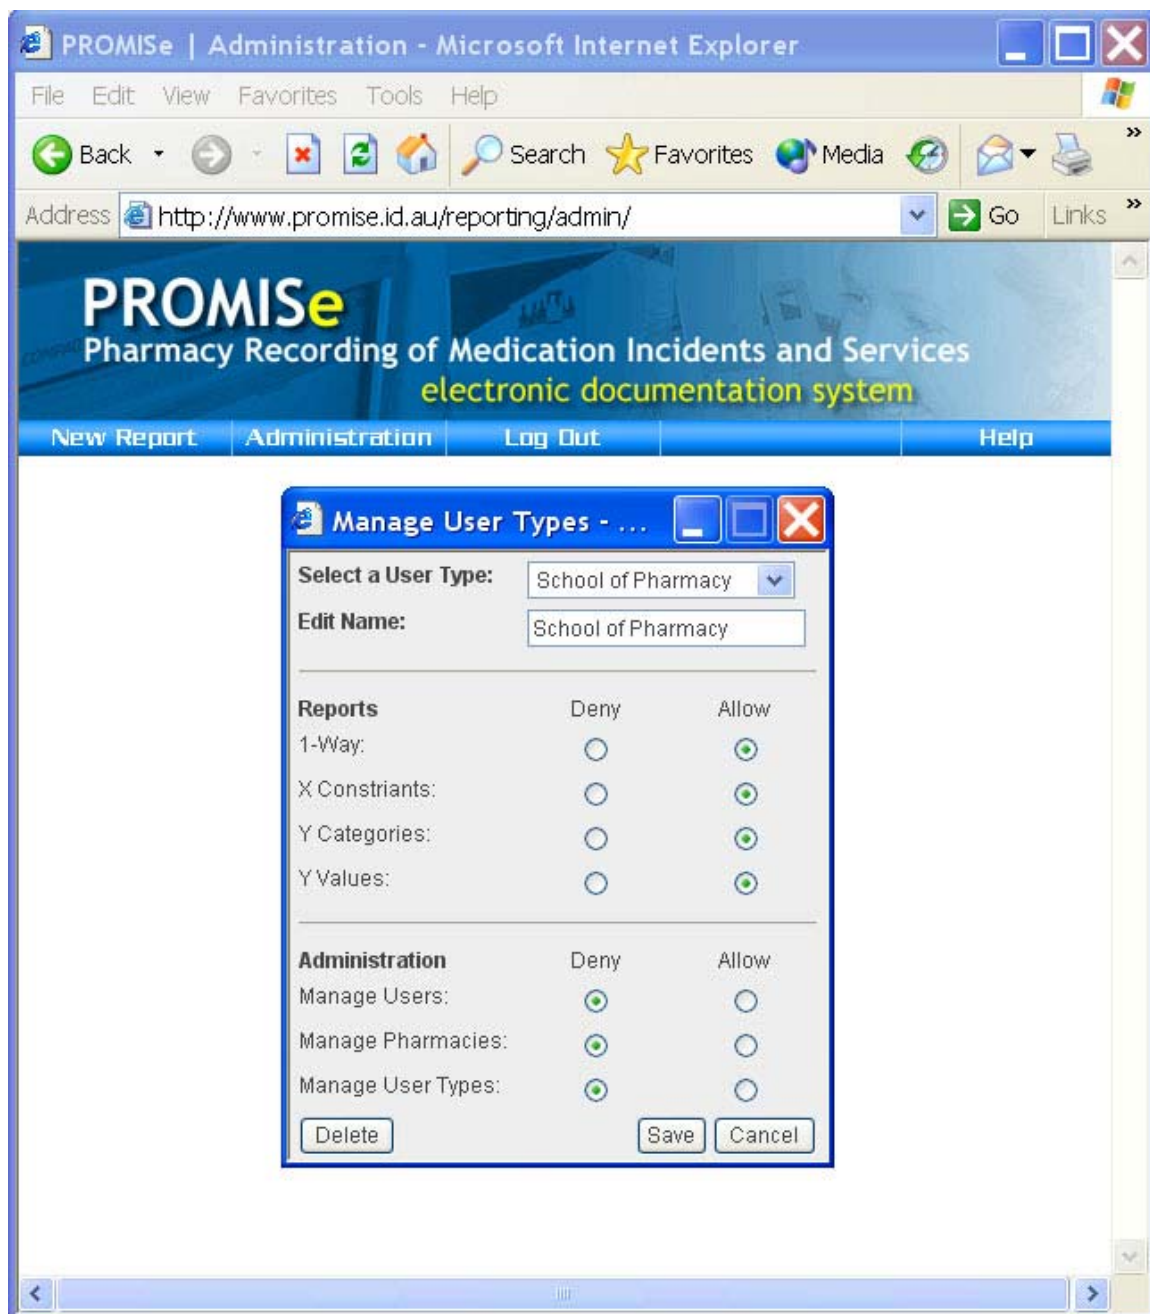 PROMISe | Administration - Microsoft Internet Explorer
File Edit View Favorites Tools Help
Back Search Favorites Media »
Address http://www.promise.id.au/reporting/admin/ Go Links »
PROMISe
Pharmacy Recording of Medication Incidents and Services
electronic documentation system
New Report Administration Log Out Help
Manage User Types - ...
Select a User Type: School of Pharmacy
Edit Name: School of Pharmacy
Reports Deny Allow
1-Way:
X Constriants:
Y Categories:
Y Values:
Administration Deny Allow
Manage Users:
Manage Pharmacies:
Manage User Types:
Delete Save Cancel